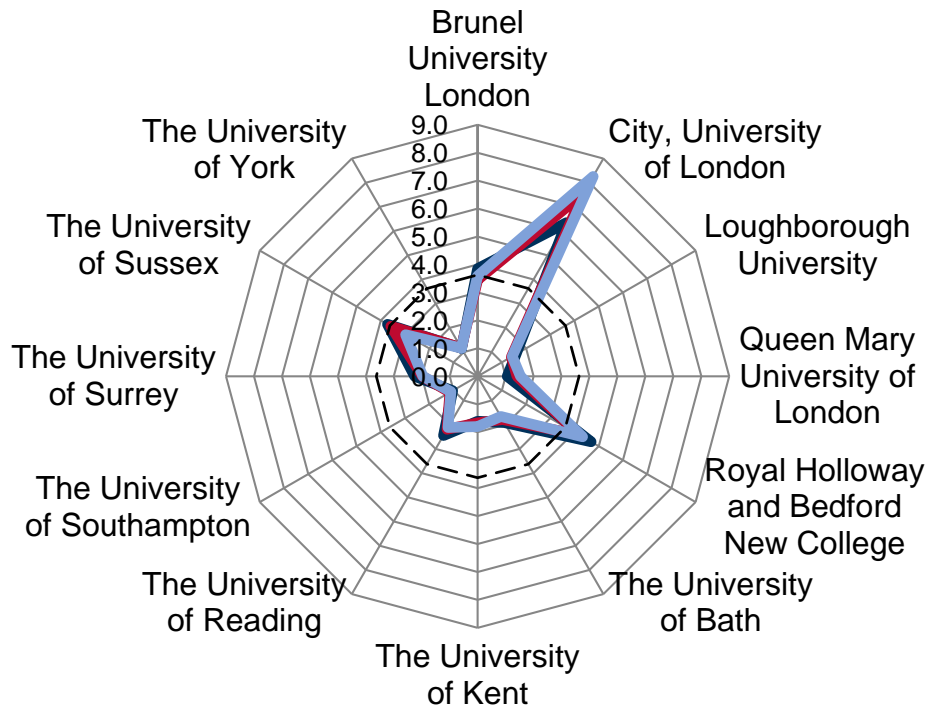 Brunel
University
London
9.0
8.0
7.0
6.0
5.0
4.0
3.0
2.0
1.0
0.0
City, University
of London
Loughborough
University
Queen Mary
University of
London
Royal Holloway
and Bedford
New College
The University
of Bath
The University
of Kent
The University
of Reading
The University
of Southampton
The University
of Surrey
The University
of Sussex
The University
of York